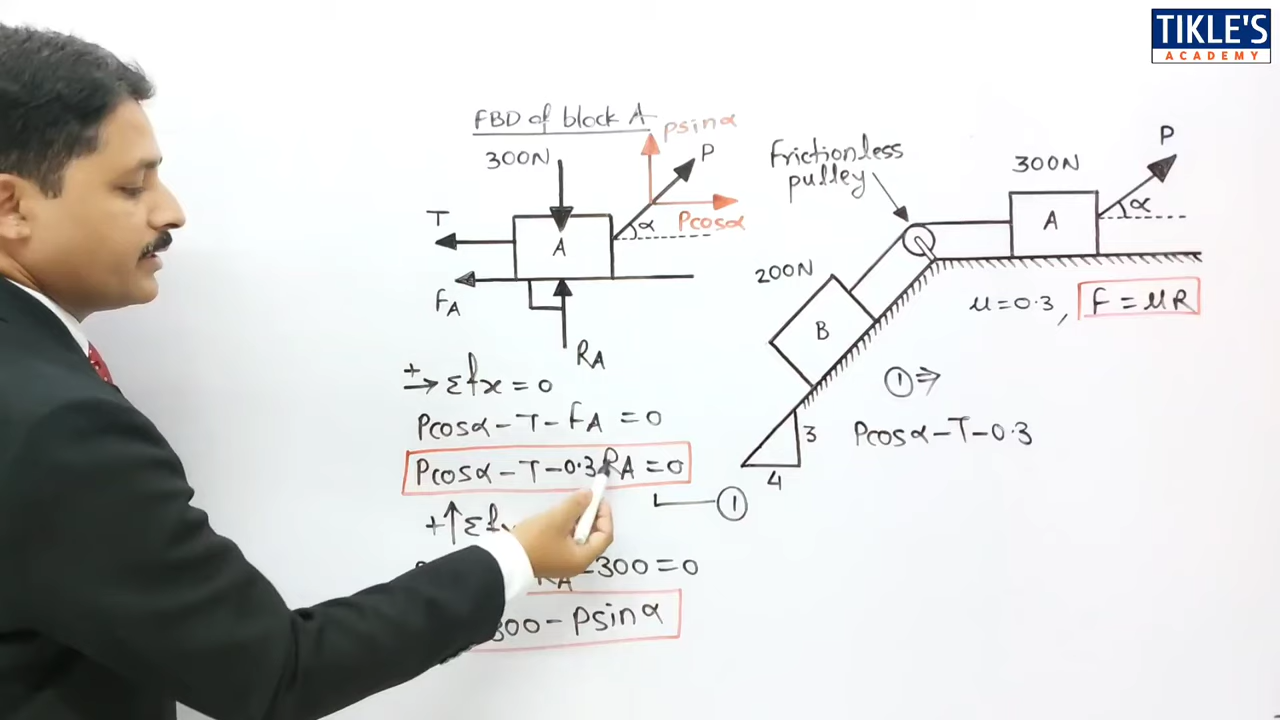 TIKLE'S
ACADEMY
FBD of block A
Psinα
300N
P
T
A
α
Pcosα
FA
RA
+→ Σfx = 0
Pcosα - T - FA = 0
Pcosα - T - 0.3RA = 0
1
+↑ Σf
RA - 300 = 0
300 - Psinα
Frictionless
pulley
300N
P
A
α
200N
B
μ = 0.3, F = μR
3
4
① ⇒
Pcosα - T - 0.3